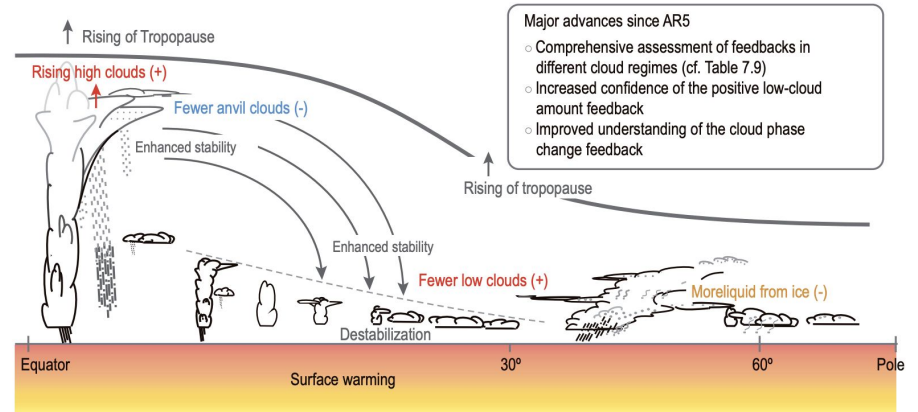 Major advances since AR5
○ Comprehensive assessment of feedbacks in
different cloud regimes (cf. Table 7.9)
○ Increased confidence of the positive low-cloud
amount feedback
○ Improved understanding of the cloud phase
change feedback
Rising of Tropopause
Rising high clouds (+)
Fewer anvil clouds (-)
Enhanced stability
Rising of tropopause
Enhanced stability
Fewer low clouds (+)
Moreliquid from ice (-)
Destabilization
Equator
30º
60º
Pole
Surface warming